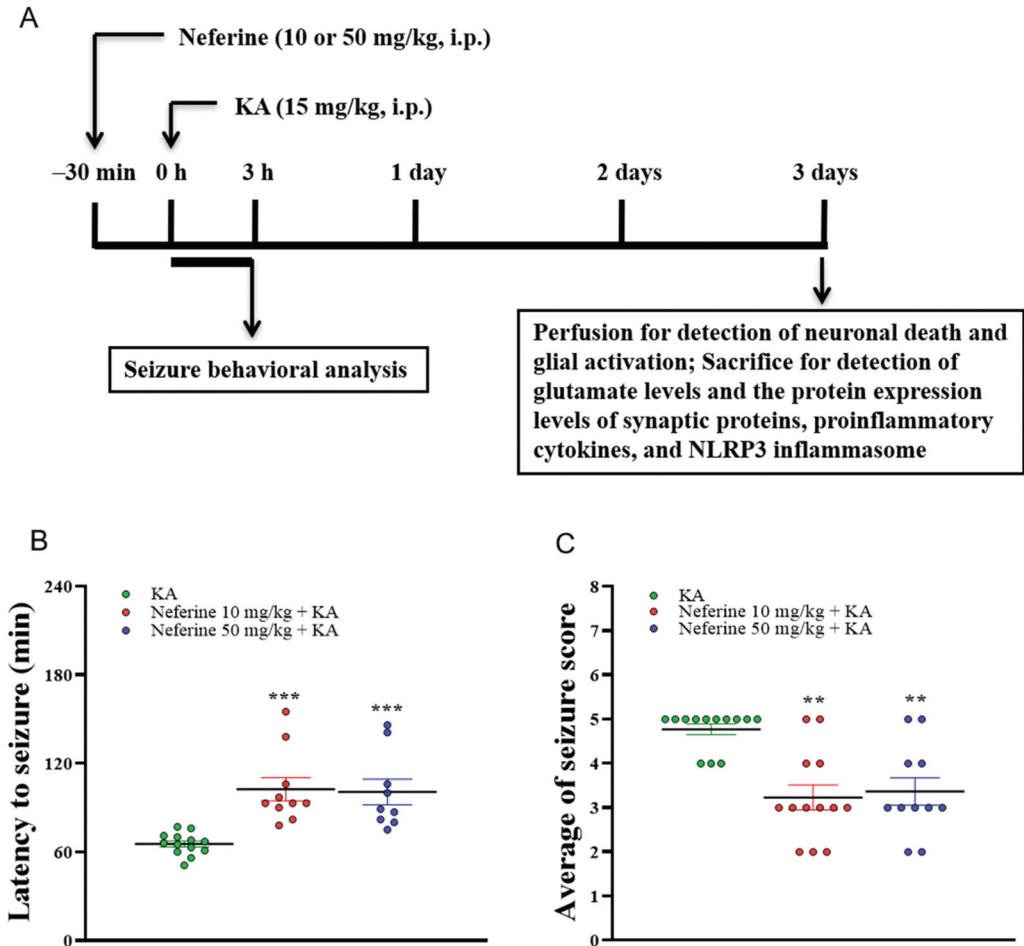 A
Neferine (10 or 50 mg/kg, i.p.)
KA (15 mg/kg, i.p.)
–30 min 0 h 3 h 1 day 2 days 3 days
Seizure behavioral analysis
Perfusion for detection of neuronal death and
glial activation; Sacrifice for detection of
glutamate levels and the protein expression
levels of synaptic proteins, proinflammatory
cytokines, and NLRP3 inflammasome
B
Latency to seizure (min)
240
180
120
60
0
KA
Neferine 10 mg/kg + KA
Neferine 50 mg/kg + KA
***
***
C
Average of seizure score
8
7
6
5
4
3
2
1
0
KA
Neferine 10 mg/kg + KA
Neferine 50 mg/kg + KA
**
**